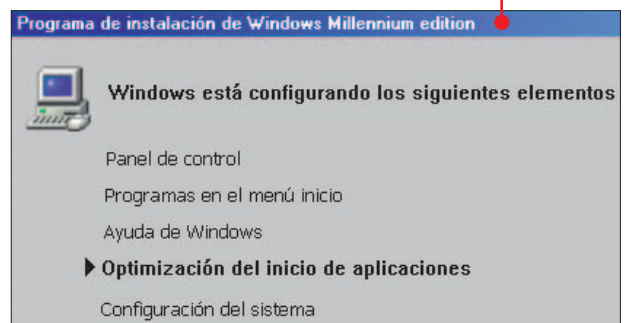 Programa de instalación de Windows Millennium edition
Windows está configurando los siguientes elementos
Panel de control
Programas en el menú inicio
Ayuda de Windows
Optimización del inicio de aplicaciones
Configuración del sistema